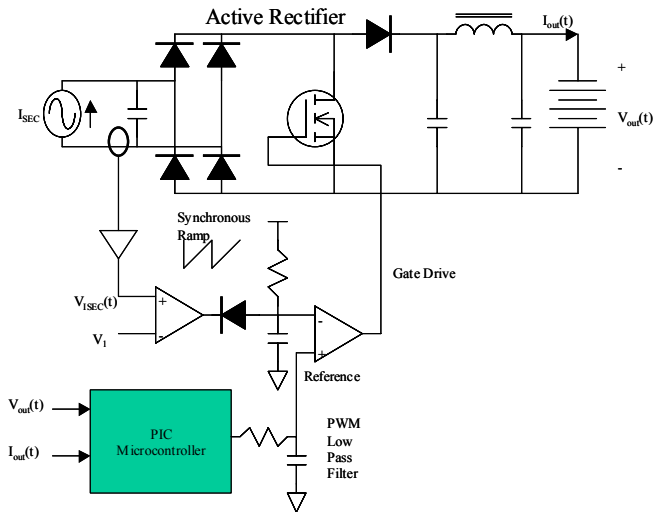 Active Rectifier
I_out(t)
I_SEC
+
V_out(t)
-
Synchronous
Ramp
Gate Drive
V_ISEC(t)
+
V_1
-
-
+
Reference
V_out(t)
I_out(t)
PIC
Microcontroller
PWM
Low
Pass
Filter